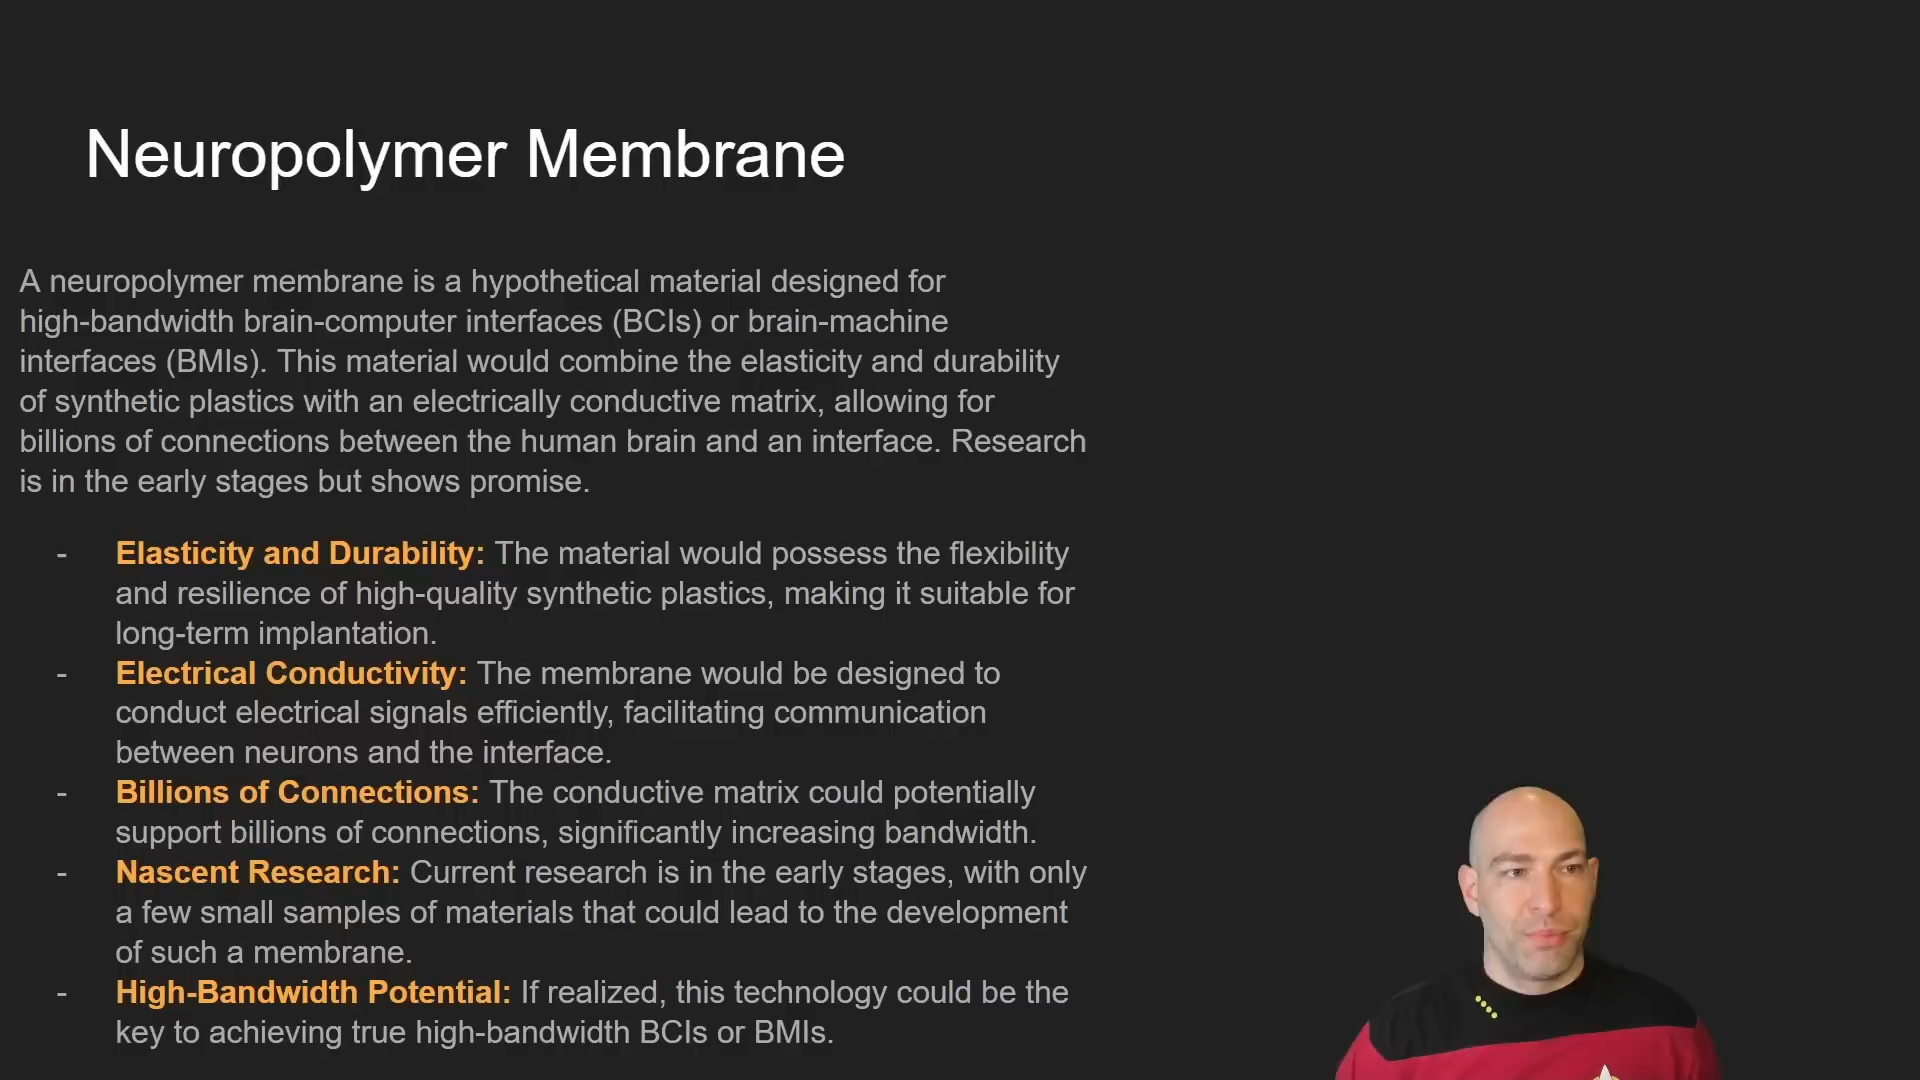 Neuropolymer Membrane
A neuropolymer membrane is a hypothetical material designed for
high-bandwidth brain-computer interfaces (BCIs) or brain-machine
interfaces (BMIs). This material would combine the elasticity and durability
of synthetic plastics with an electrically conductive matrix, allowing for
billions of connections between the human brain and an interface. Research
is in the early stages but shows promise.
- Elasticity and Durability: The material would possess the flexibility
and resilience of high-quality synthetic plastics, making it suitable for
long-term implantation.
- Electrical Conductivity: The membrane would be designed to
conduct electrical signals efficiently, facilitating communication
between neurons and the interface.
- Billions of Connections: The conductive matrix could potentially
support billions of connections, significantly increasing bandwidth.
- Nascent Research: Current research is in the early stages, with only
a few small samples of materials that could lead to the development
of such a membrane.
- High-Bandwidth Potential: If realized, this technology could be the
key to achieving true high-bandwidth BCIs or BMIs.